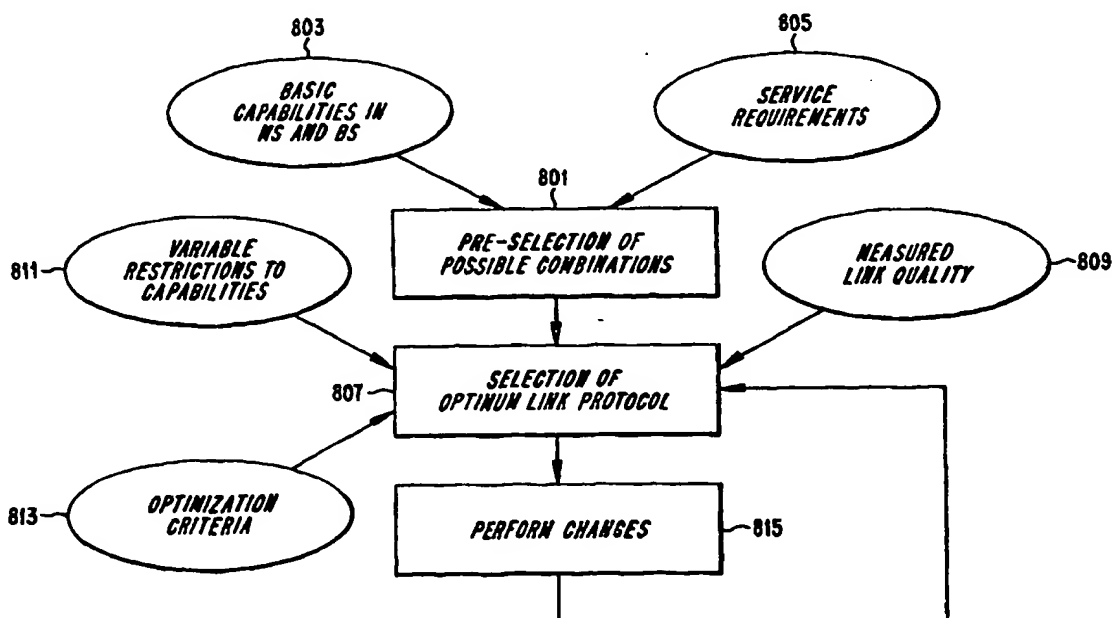 803
BASIC
CAPABILITIES IN
MS AND BS
805
SERVICE
REQUIREMENTS
801
PRE-SELECTION OF
POSSIBLE COMBINATIONS
811
VARIABLE
RESTRICTIONS TO
CAPABILITIES
MEASURED
LINK QUALITY
809
807
SELECTION OF
OPTIMUM LINK PROTOCOL
813
OPTIMIZATION
CRITERIA
PERFORM CHANGES
815